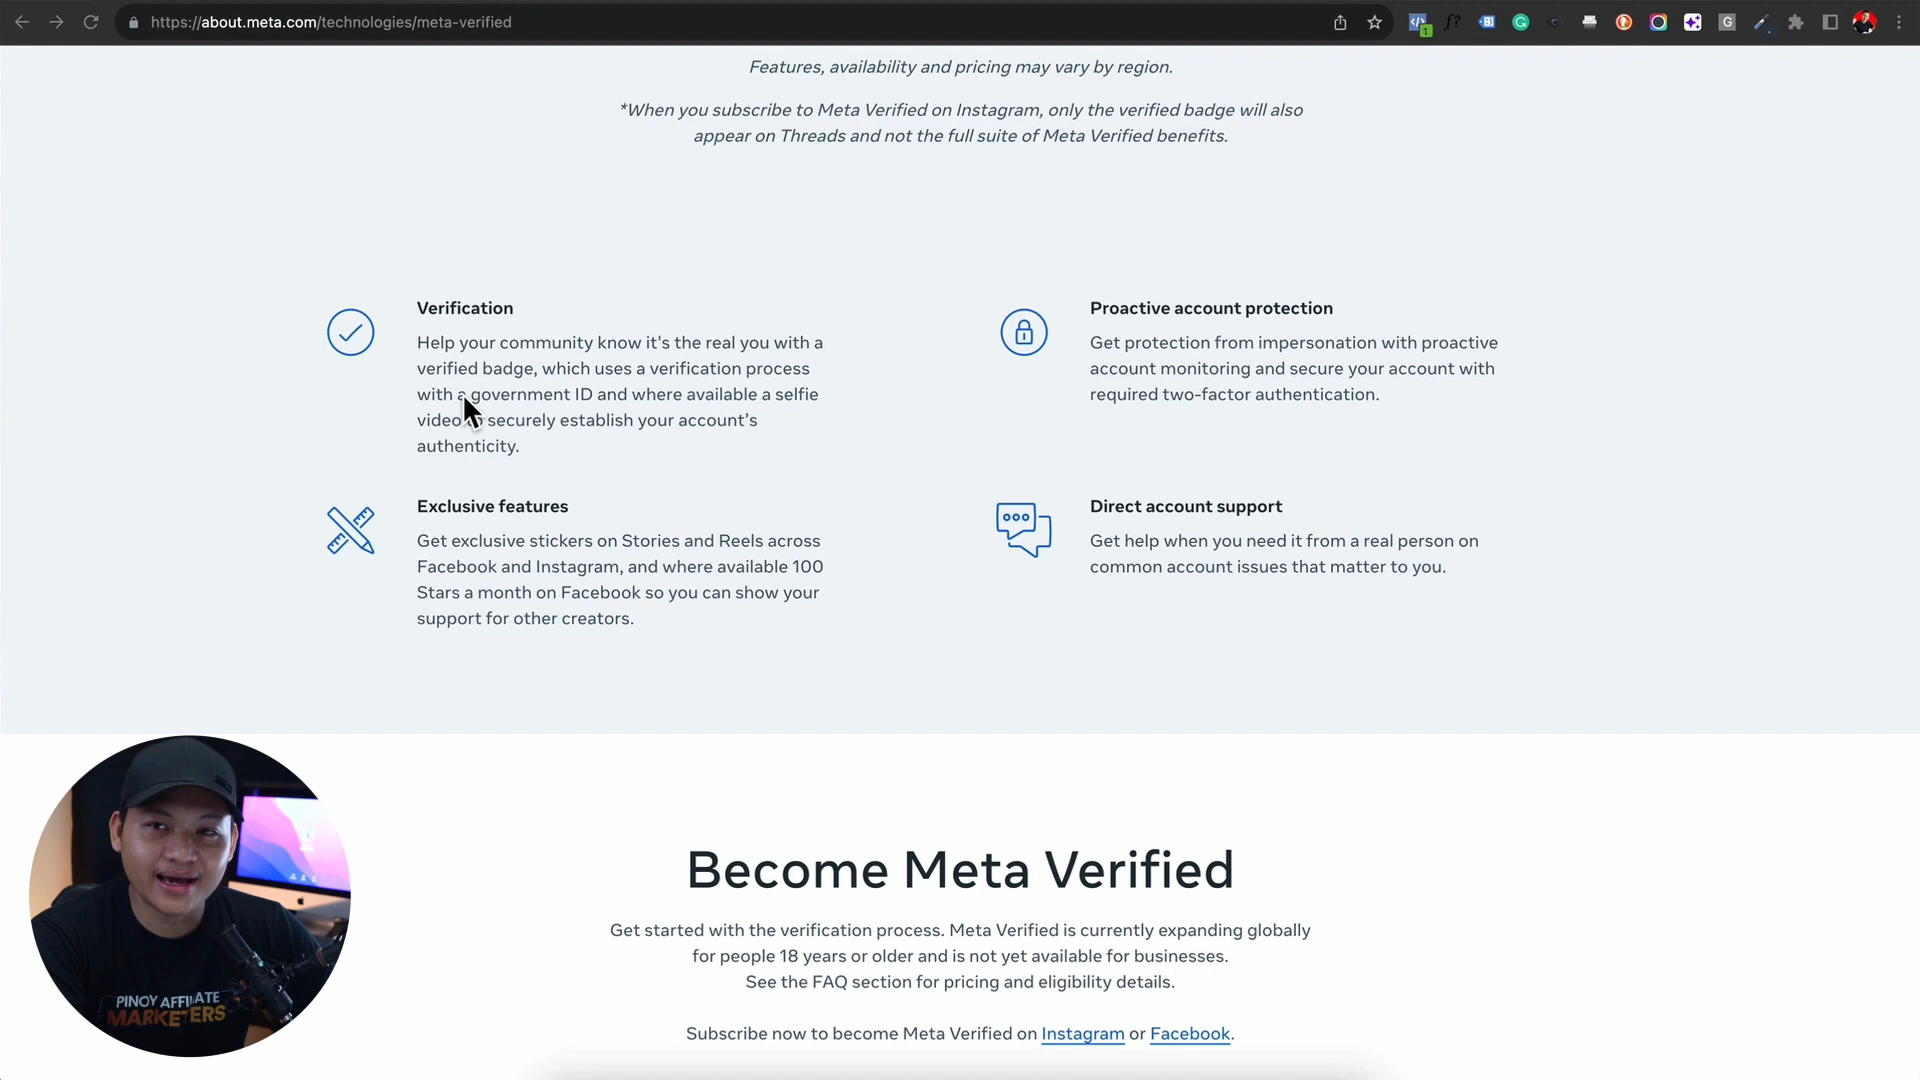 https://about.meta.com/technologies/meta-verified
1
Features, availability and pricing may vary by region.
*When you subscribe to Meta Verified on Instagram, only the verified badge will also
appear on Threads and not the full suite of Meta Verified benefits.
Verification
Help your community know it's the real you with a
verified badge, which uses a verification process
with a government ID and where available a selfie
video securely establish your account’s
authenticity.
Proactive account protection
Get protection from impersonation with proactive
account monitoring and secure your account with
required two-factor authentication.
Exclusive features
Get exclusive stickers on Stories and Reels across
Facebook and Instagram, and where available 100
Stars a month on Facebook so you can show your
support for other creators.
Direct account support
Get help when you need it from a real person on
common account issues that matter to you.
Become Meta Verified
Get started with the verification process. Meta Verified is currently expanding globally
for people 18 years or older and is not yet available for businesses.
See the FAQ section for pricing and eligibility details.
Subscribe now to become Meta Verified on Instagram or Facebook.
PINOY AFFILIATE
MARKETERS